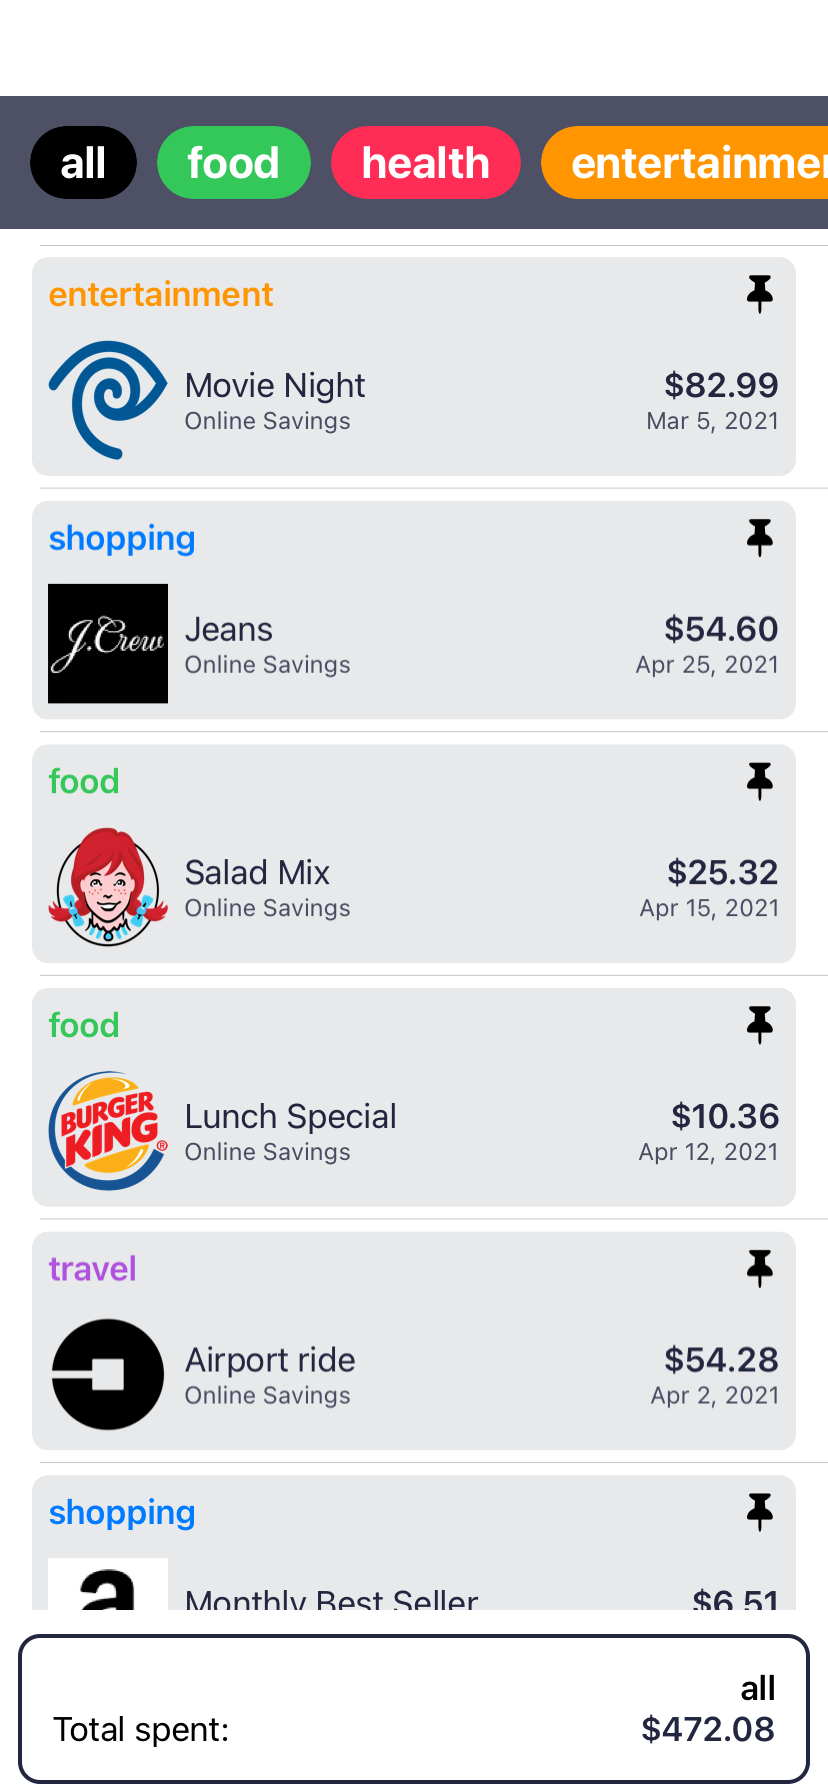 all food health entertainmen
entertainment
Movie Night $82.99
Online Savings Mar 5, 2021
shopping
J.Crew
Jeans $54.60
Online Savings Apr 25, 2021
food
Salad Mix $25.32
Online Savings Apr 15, 2021
food
BURGER
KING®
Lunch Special $10.36
Online Savings Apr 12, 2021
travel
Airport ride $54.28
Online Savings Apr 2, 2021
shopping
a
Monthly Best Seller $6.51
all
Total spent: $472.08